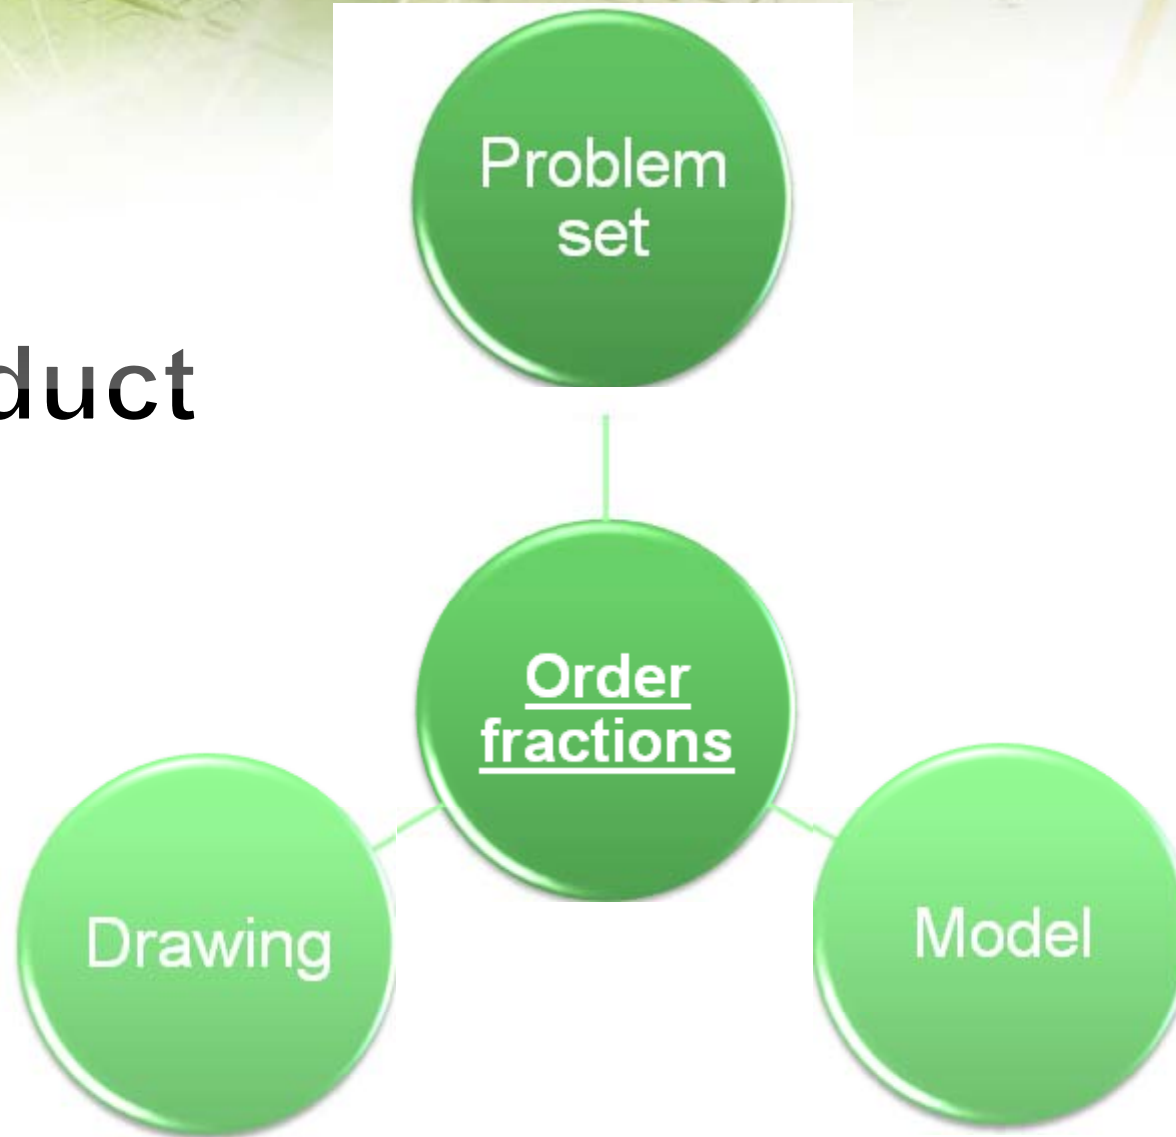 Problem
set
duct
Order
fractions
Drawing
Model